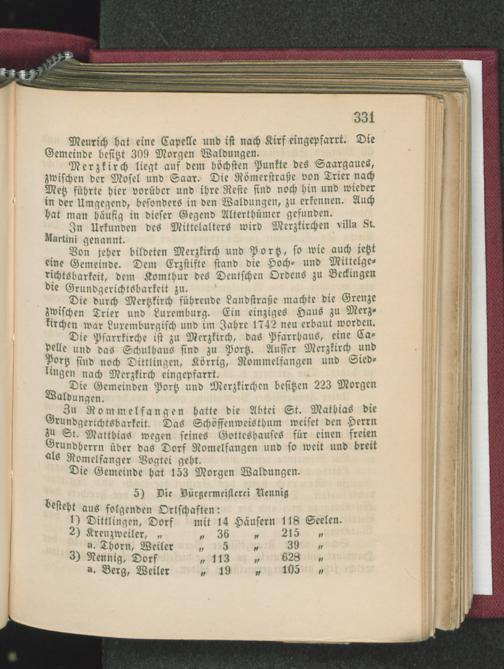 331
Meurich hat eine Capelle und ist nach Kirf eingepfarrt. Die
Gemeinde besitzt 309 Morgen Waldungen.
Merzkirch liegt auf dem höchsten Punkte des Saargaues,
zwischen der Mosel und Saar. Die Römerstraße von Trier nach
Metz führte hier vorüber und ihre Reste sind noch hin und wieder
in der Umgegend, besonders in den Waldungen, zu erkennen. Auch
hat man häufig in dieser Gegend Alterthümer gefunden.
In Urkunden des Mittelalters wird Merzkirchen villa St.
Martini genannt.
Von jeher bildeten Merzkirch und Portz, so wie auch jetzt
eine Gemeinde. Dem Erzstifte stand die Hoch- und Mittelge-
richtsbarkeit, dem Komthur des Deutschen Ordens zu Beckingen
die Grundgerichtsbarkeit zu.
Die durch Mertzkirch führende Landstraße machte die Grenze
zwischen Trier und Luxemburg. Ein einziges Haus zu Merz-
kirchen war Luxemburgisch und im Jahre 1742 neu erbaut worden.
Die Pfarrkirche ist zu Merzkirch, das Pfarrhaus, eine Ca-
pelle und das Schulhaus sind zu Portz. Ausser Merzkirch und
Portz sind noch Dittlingen, Körrig, Rommelfangen und Sied-
lingen nach Merzkirch eingepfarrt.
Die Gemeinden Portz und Merzkirchen besitzen 223 Morgen
Waldungen.
Zu Rommelfangen hatte die Abtei St. Mathias die
Grundgerichtsbarkeit. Das Schöffenweisthum weiset den Herrn
zu St. Matthias wegen seines Gotteshauses für einen freien
Grundherrn über das Dorf Romelfangen und so weit und breit
als Romelfanger Vogtei geht.
Die Gemeinde hat 153 Morgen Waldungen.
5) Die Bürgermeisterei Nennig
besteht aus folgenden Ortschaften:
1) Dittlingen, Dorf mit 14 Häusern 118 Seelen.
2) Kreuzweiler, „ „ 36 „ 215 „
a. Thorn, Weiler „ 5 „ 39 „
3) Nennig, Dorf „ 113 „ 628 „
a. Berg, Weiler „ 19 „ 105 „